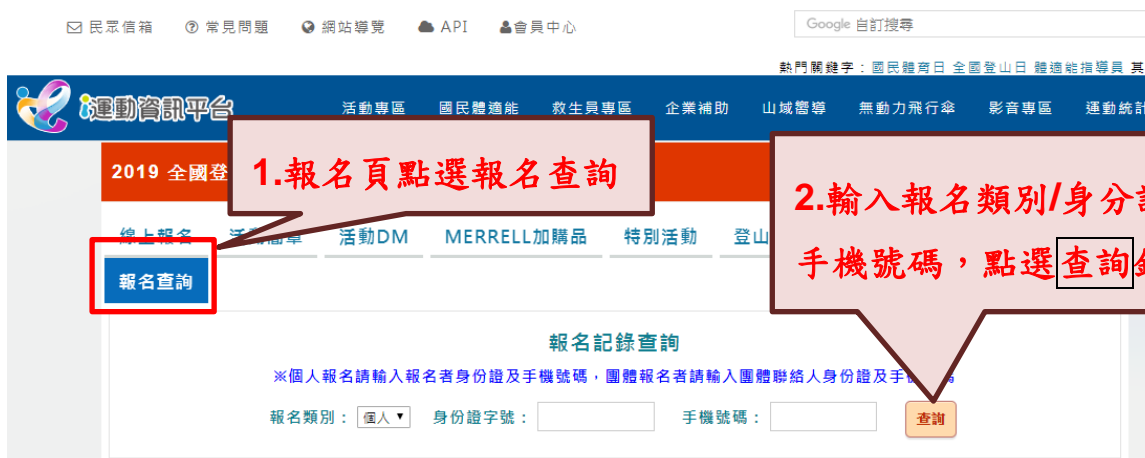 民眾信箱 常見問題 網站導覽 API 會員中心
Google 自訂搜尋
熱門關鍵字：國民體育日 全國登山日 體適能指導員 其
i運動資訊平台 活動專區 國民體適能 救生員專區 企業補助 山域嚮導 無動力飛行傘 影音專區 運動統計
2019 全國登
1.報名頁點選報名查詢
2.輸入報名類別/身分
手機號碼，點選查詢
線上報名 活動簡章 活動DM MERRELL加購品 特別活動 登山
報名查詢
報名記錄查詢
※個人報名請輸入報名者身份證及手機號碼，團體報名者請輸入團體聯絡人身份證及手
報名類別： 個人 身份證字號： 手機號碼： 查詢